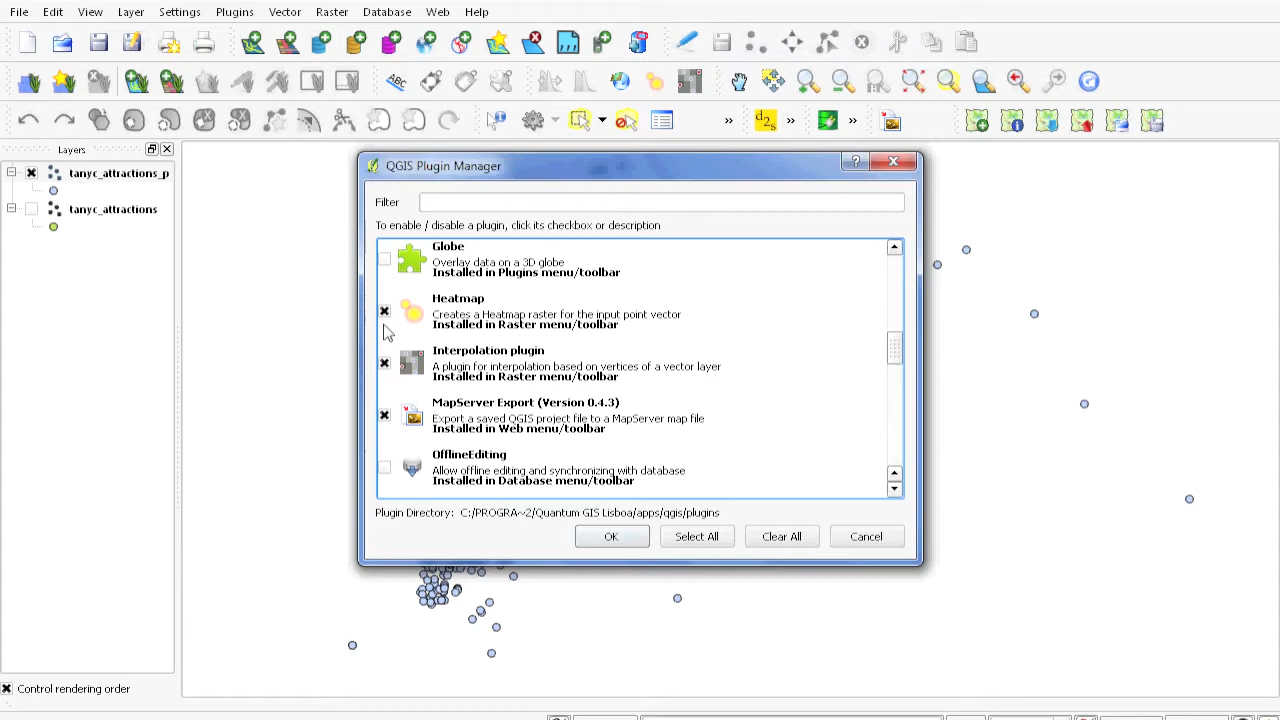 File Edit View Layer Settings Plugins Vector Raster Database Web Help
ABC
» d2s » »
Layers
tanyc_attractions_p
tanyc_attractions
QGIS Plugin Manager
Filter
To enable / disable a plugin, click its checkbox or description
Globe
Overlay data on a 3D globe
Installed in Plugins menu/toolbar
Heatmap
Creates a Heatmap raster for the input point vector
Installed in Raster menu/toolbar
Interpolation plugin
A plugin for interpolation based on vertices of a vector layer
Installed in Raster menu/toolbar
MapServer Export (Version 0.4.3)
Export a saved QGIS project file to a MapServer map file
Installed in Web menu/toolbar
OfflineEditing
Allow offline editing and synchronizing with database
Installed in Database menu/toolbar
Plugin Directory: C:/PROGRA~2/Quantum GIS Lisboa/apps/qgis/plugins
OK Select All Clear All Cancel
Control rendering order